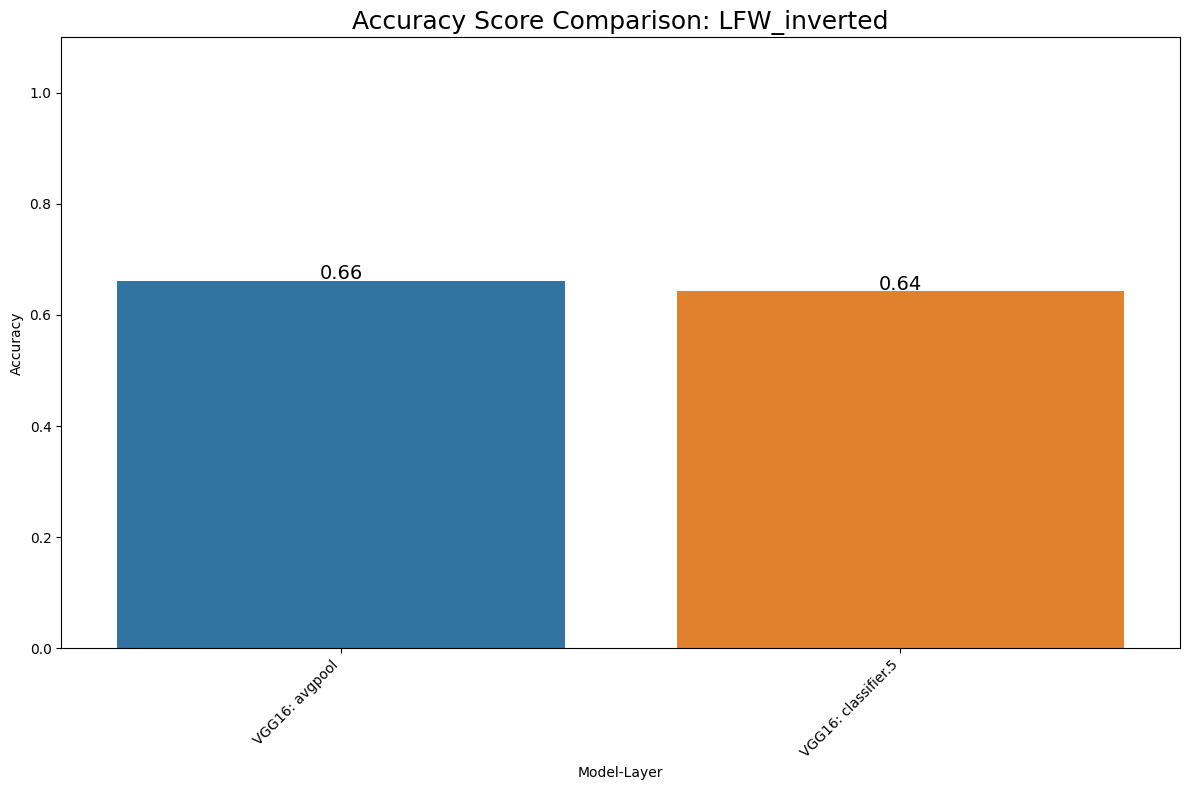 Accuracy Score Comparison: LFW_inverted
1.0
0.8
0.6
0.4
0.2
0.0
Accuracy
0.66
0.64
VGG16: avgpool
VGG16: classifier.5
Model-Layer